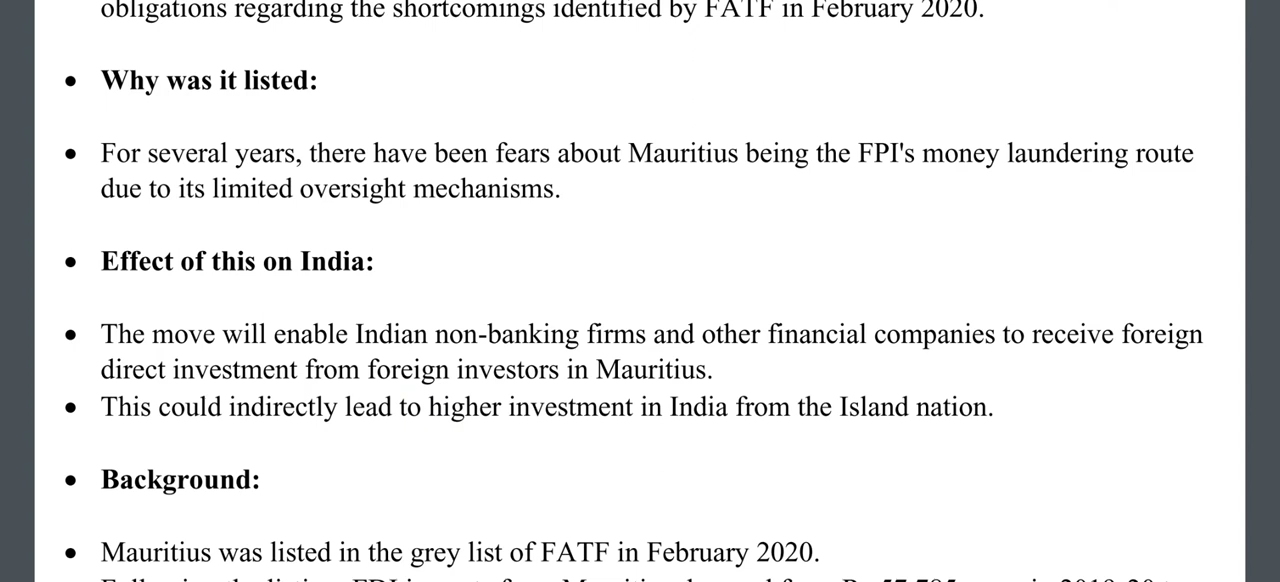 obligations regarding the shortcomings identified by FATF in February 2020.
• Why was it listed:
• For several years, there have been fears about Mauritius being the FPI's money laundering route
due to its limited oversight mechanisms.
• Effect of this on India:
• The move will enable Indian non-banking firms and other financial companies to receive foreign
direct investment from foreign investors in Mauritius.
• This could indirectly lead to higher investment in India from the Island nation.
• Background:
• Mauritius was listed in the grey list of FATF in February 2020.